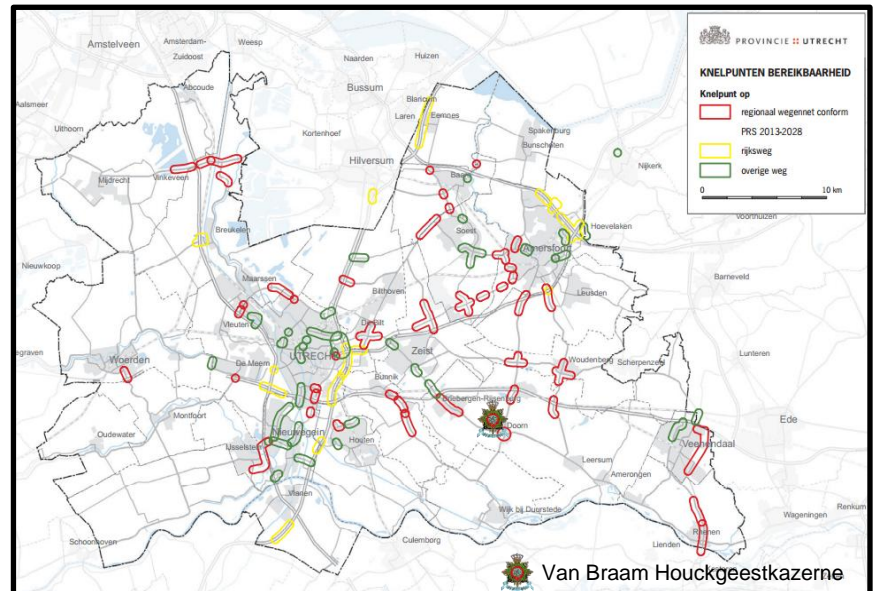 Amstelveen
Amsterdam-
Zuidoost
Weesp
Naarden
Huizen
Abcoude
Bussum
Aalsmeer
Blaricum
Laren
Eemnes
Uithoorn
Kortenhoef
Spakenburg
Bunschoten
Hilversum
Nijkerk
Mijdrecht
Vinkeveen
Baarn
Voorthuizen
Hoevelaken
Breukelen
Soest
Amersfoort
Nieuwkoop
Barneveld
Maarssen
Bilthoven
Leusden
Vleuten
De Bilt
Woerden
UTRECHT
Zeist
Woudenberg
Scherpenzeel
Lunteren
De Meern
Bunnik
Driebergen-Rijsenburg
Montfoort
Ede
Oudewater
Nieuwegein
Doorn
IJsselstein
Houten
Veenendaal
Leersum
Amerongen
Vianen
Wijk bij Duurstede
Renkum
Wageningen
Schoonhoven
Culemborg
Rhenen
Lienden
PROVINCIE UTRECHT
KNELPUNTEN BEREIKBAARHEID
Knelpunt op
regionaal wegennet conform
PRS 2013-2028
rijksweg
overige weg
0 10 km
Van Braam Houckgeestkazerne